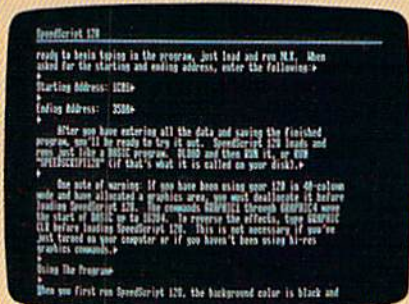 SpeedScript 128
ready to begin typing in the program, just load and run MLX. When
asked for the starting and ending address, enter the following:
Starting Address: 1C01
Ending Address:
After you have entering all the data and saving the finished
program, you'll be ready to try it out. SpeedScript 128 loads and
runs just like a BASIC program. DLOAD and then RUN it, or RUN
"SPEEDSCRIPT128" (if that's what it is called on your disk).
One note of warning: If you have been using your 128 in 40-column
mode and have allocated a graphics area, you must deallocate it before
loading SpeedScript 128. The commands GRAPHIC1 GRAPHIC5 move
the start of BASIC up to 16384. To reverse the effects, type GRAPHIC
CLR before loading SpeedScript 128. This is not necessary if you've
just turned on your computer or if you haven't been using hi-res
graphics commands.
Using The Program
When you first run SpeedScript 128, the background color is black and